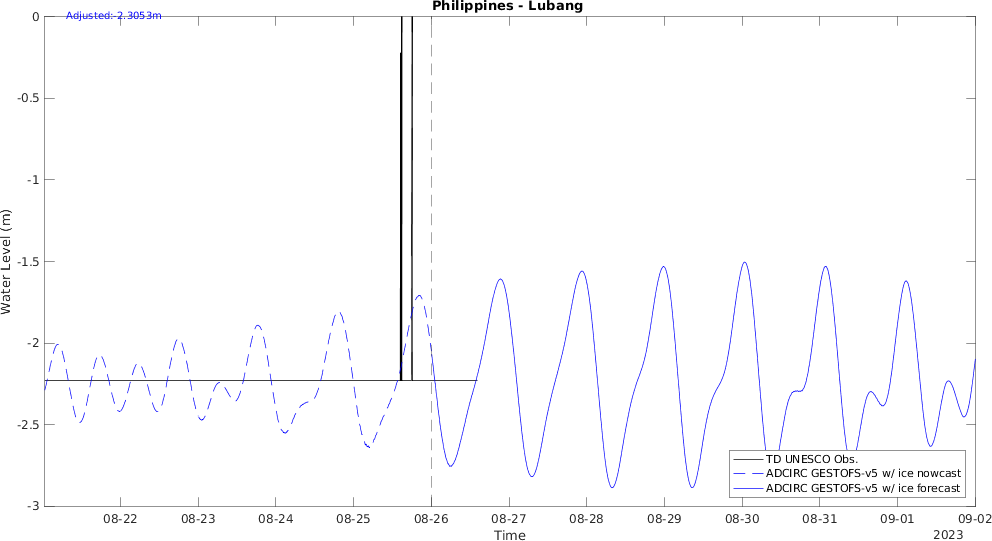 Philippines - Lubang
Adjusted:-2.3053m
0
-0.5
-1
-1.5
-2
-2.5
-3
Water Level (m)
08-22
08-23
08-24
08-25
08-26
08-27
08-28
08-29
08-30
08-31
09-01
09-02
Time
2023
TD UNESCO Obs.
ADCIRC GESTOFS-v5 w/ ice nowcast
ADCIRC GESTOFS-v5 w/ ice forecast